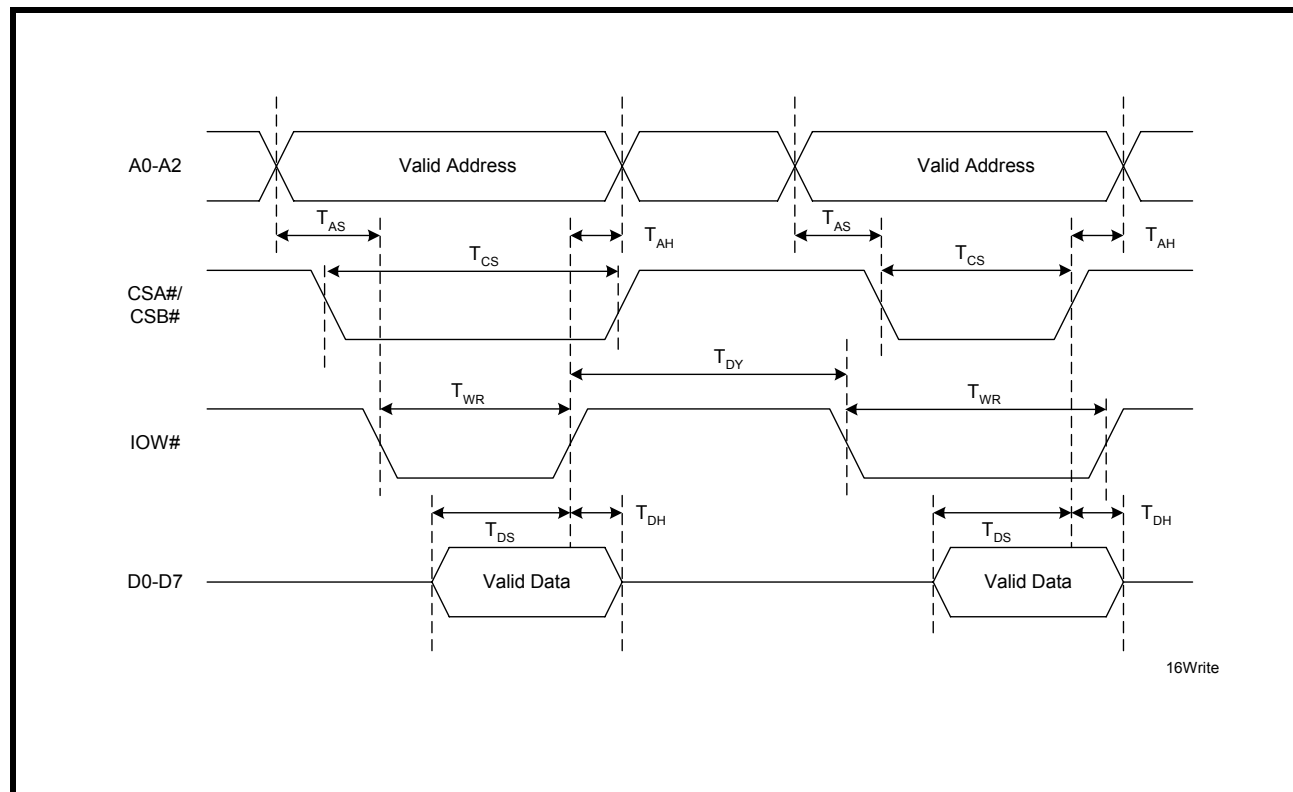 A0-A2
Valid Address
Valid Address
TAS
TAH
TAS
TAH
TCS
TCS
CSA#/
CSB#
TDY
TWR
TWR
IOW#
TDS
TDH
TDS
TDH
D0-D7
Valid Data
Valid Data
16Write